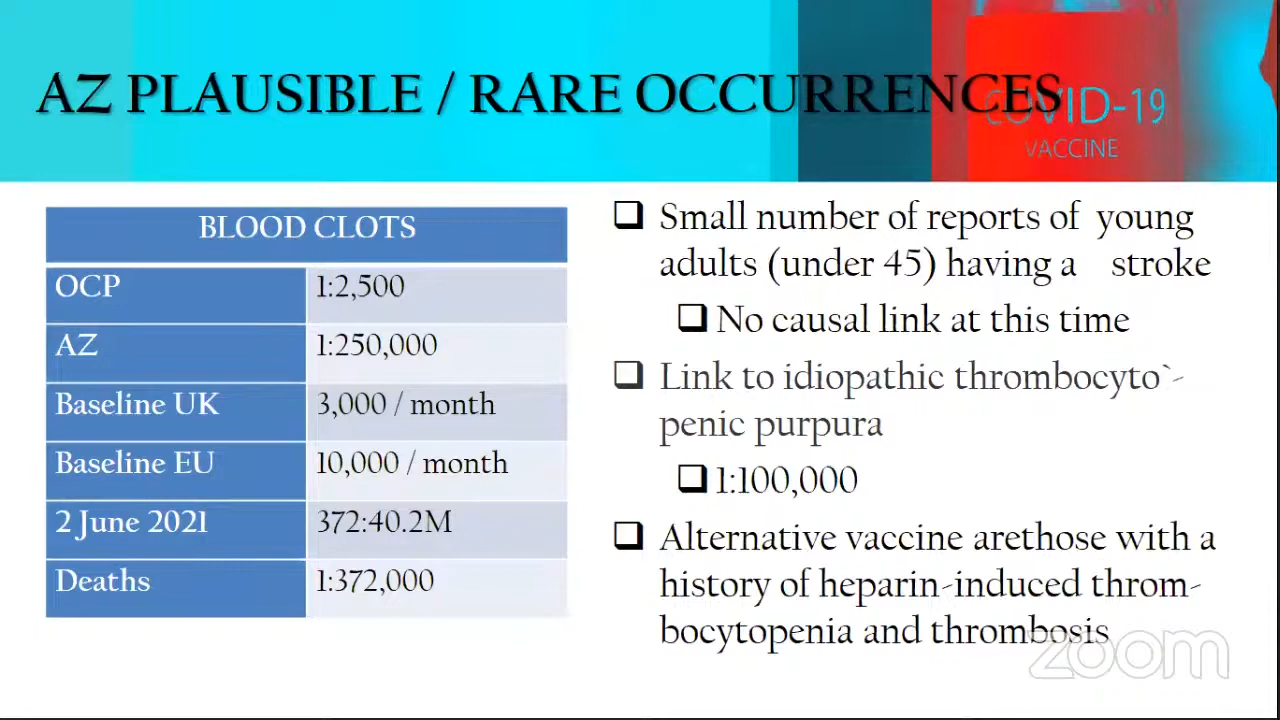 AZ PLAUSIBLE / RARE OCCURRENCES
COVID-19
VACCINE
BLOOD CLOTS
OCP 1:2,500
AZ 1:250,000
Baseline UK 3,000 / month
Baseline EU 10,000 / month
2 June 2021 372:40.2M
Deaths 1:372,000
❑ Small number of reports of young
adults (under 45) having a stroke
❑ No causal link at this time
❑ Link to idiopathic thrombocyto`-
penic purpura
❑ 1:100,000
❑ Alternative vaccine arethose with a
history of heparin-induced throm-
bocytopenia and thrombosis
zoom